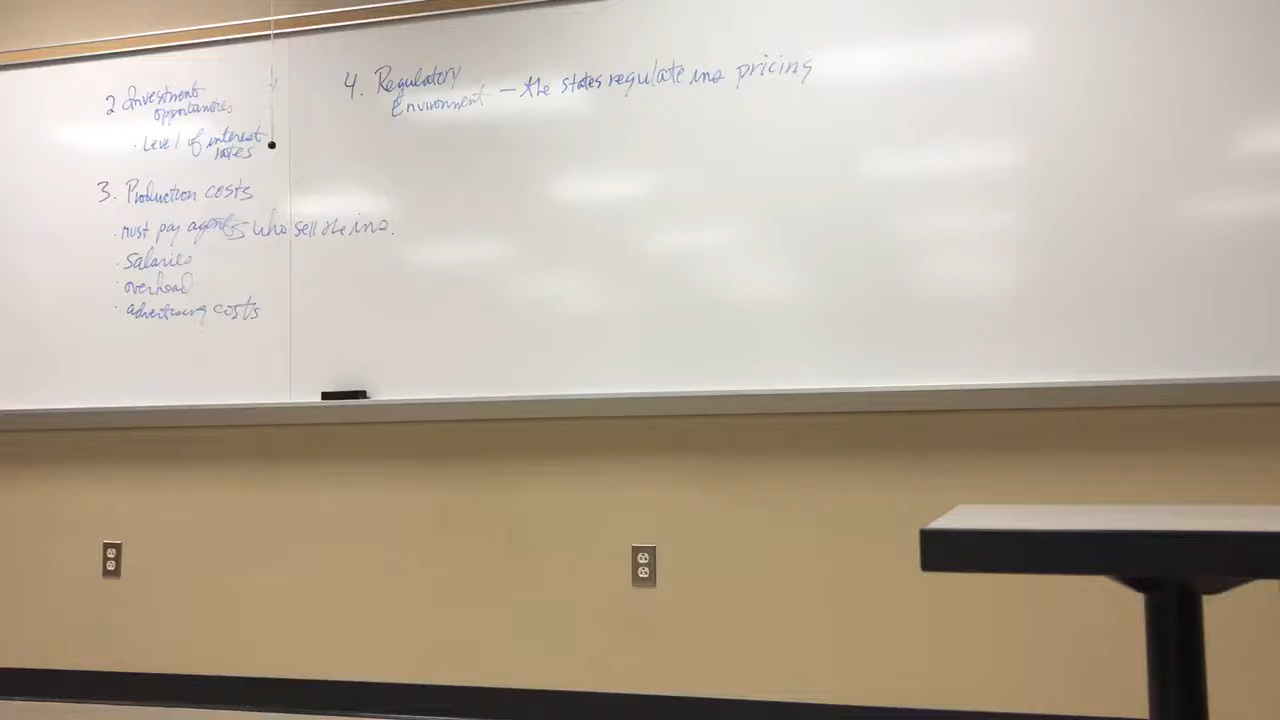 2 Investment
opportunities
· Level of interest
rates
3. Production costs
· must pay agents who sell the ins.
· Salaries
· overhead
· advertising costs
4. Regulatory
Environment – the states regulate ins pricing